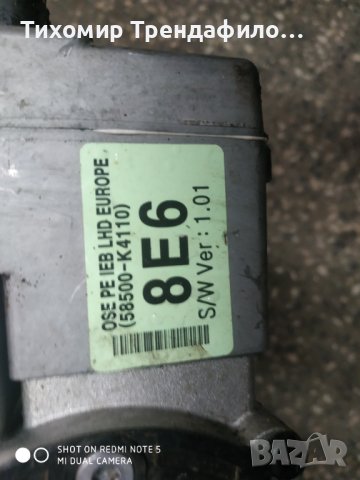 Тихомир Трендафило...
OSE PE IEB LHD EUROPE
(58500-K4110)
8E6
S/W Ver : 1.01
SHOT ON REDMI NOTE 5
MI DUAL CAMERA
BAZAR